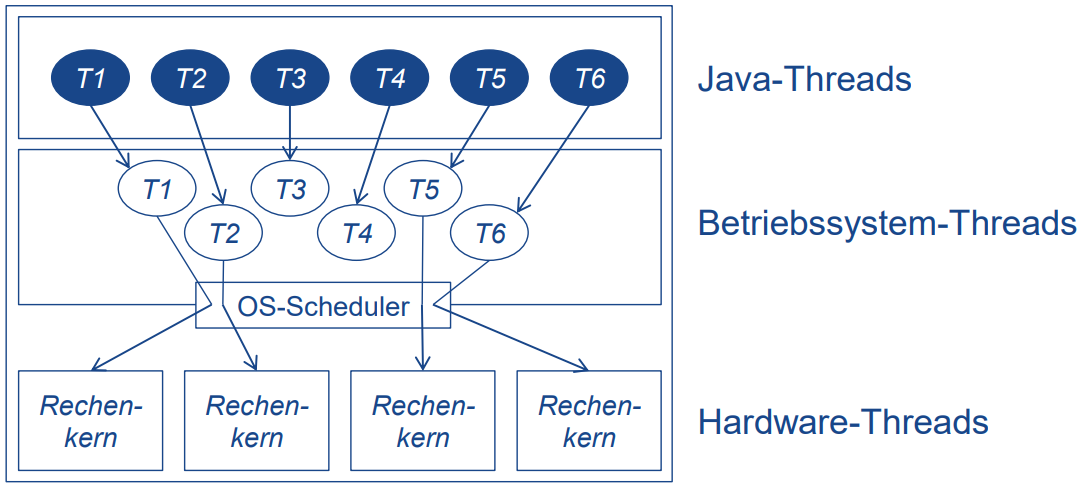 T1 T2 T3 T4 T5 T6
Java-Threads
T1 T3 T5
T2 T4 T6
Betriebssystem-Threads
OS-Scheduler
Rechen- Rechen- Rechen- Rechen-
kern kern kern kern
Hardware-Threads